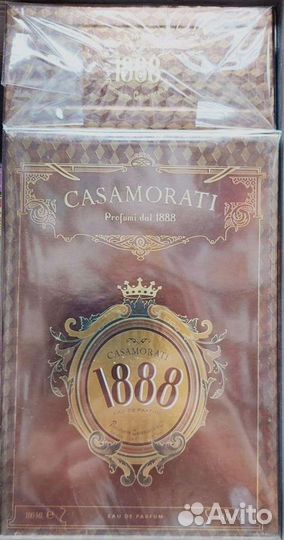 1888
CASAMORATI
Profumi dal 1888
CASAMORATI
1888
EAU DE PARFUM
100 ML e
EAU DE PARFUM
Avito